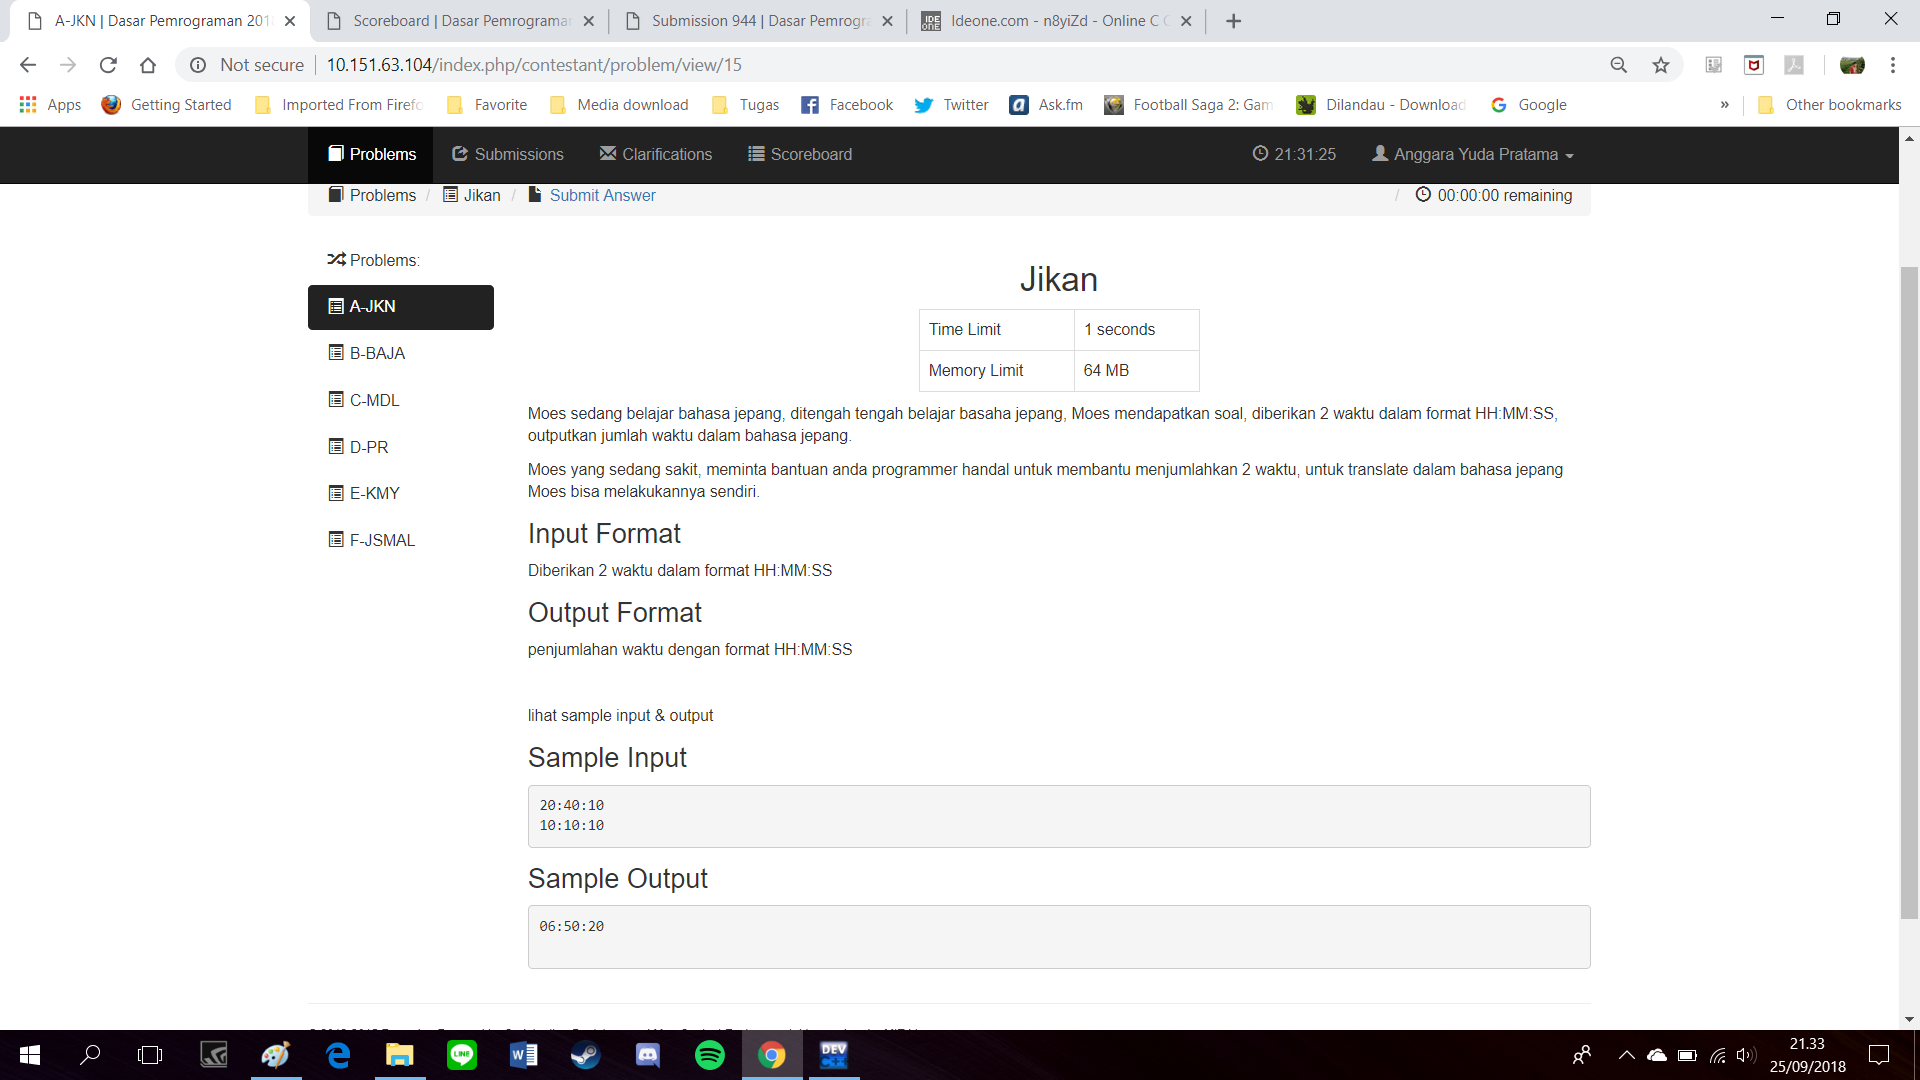 A-JKN | Dasar Pemrograman 201
Scoreboard | Dasar Pemrograman
Submission 944 | Dasar Pemrogra
Ideone.com - n8yiZd - Online C C
Not secure
10.151.63.104/index.php/contestant/problem/view/15
Apps
Getting Started
Imported From Firefo
Favorite
Media download
Tugas
Facebook
Twitter
Ask.fm
Football Saga 2: Gam
Dilandau - Download
Google
»
Other bookmarks
Problems
Submissions
Clarifications
Scoreboard
21:31:25
Anggara Yuda Pratama
Problems / Jikan / Submit Answer
/ 00:00:00 remaining
Problems:
A-JKN
B-BAJA
C-MDL
D-PR
E-KMY
F-JSMAL
Jikan
Time Limit 1 seconds
Memory Limit 64 MB
Moes sedang belajar bahasa jepang, ditengah tengah belajar basaha jepang, Moes mendapatkan soal, diberikan 2 waktu dalam format HH:MM:SS,
outputkan jumlah waktu dalam bahasa jepang.
Moes yang sedang sakit, meminta bantuan anda programmer handal untuk membantu menjumlahkan 2 waktu, untuk translate dalam bahasa jepang
Moes bisa melakukannya sendiri.
Input Format
Diberikan 2 waktu dalam format HH:MM:SS
Output Format
penjumlahan waktu dengan format HH:MM:SS
lihat sample input & output
Sample Input
20:40:10
10:10:10
Sample Output
06:50:20
LINE
DEV
C++
21.33
25/09/2018